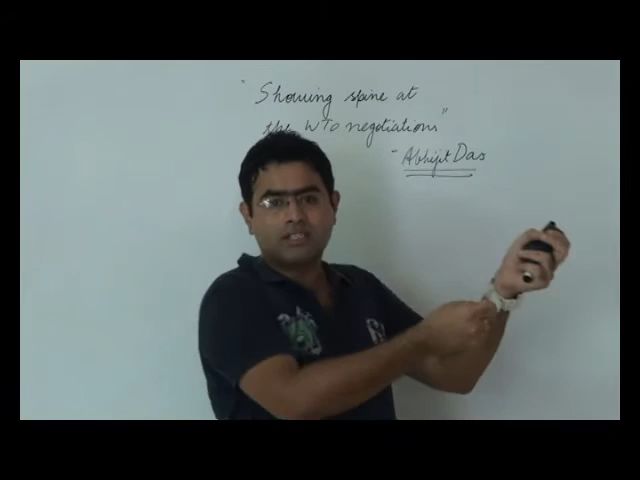 "Showing spine at
the WTO negotiations"
- Abhijit Das